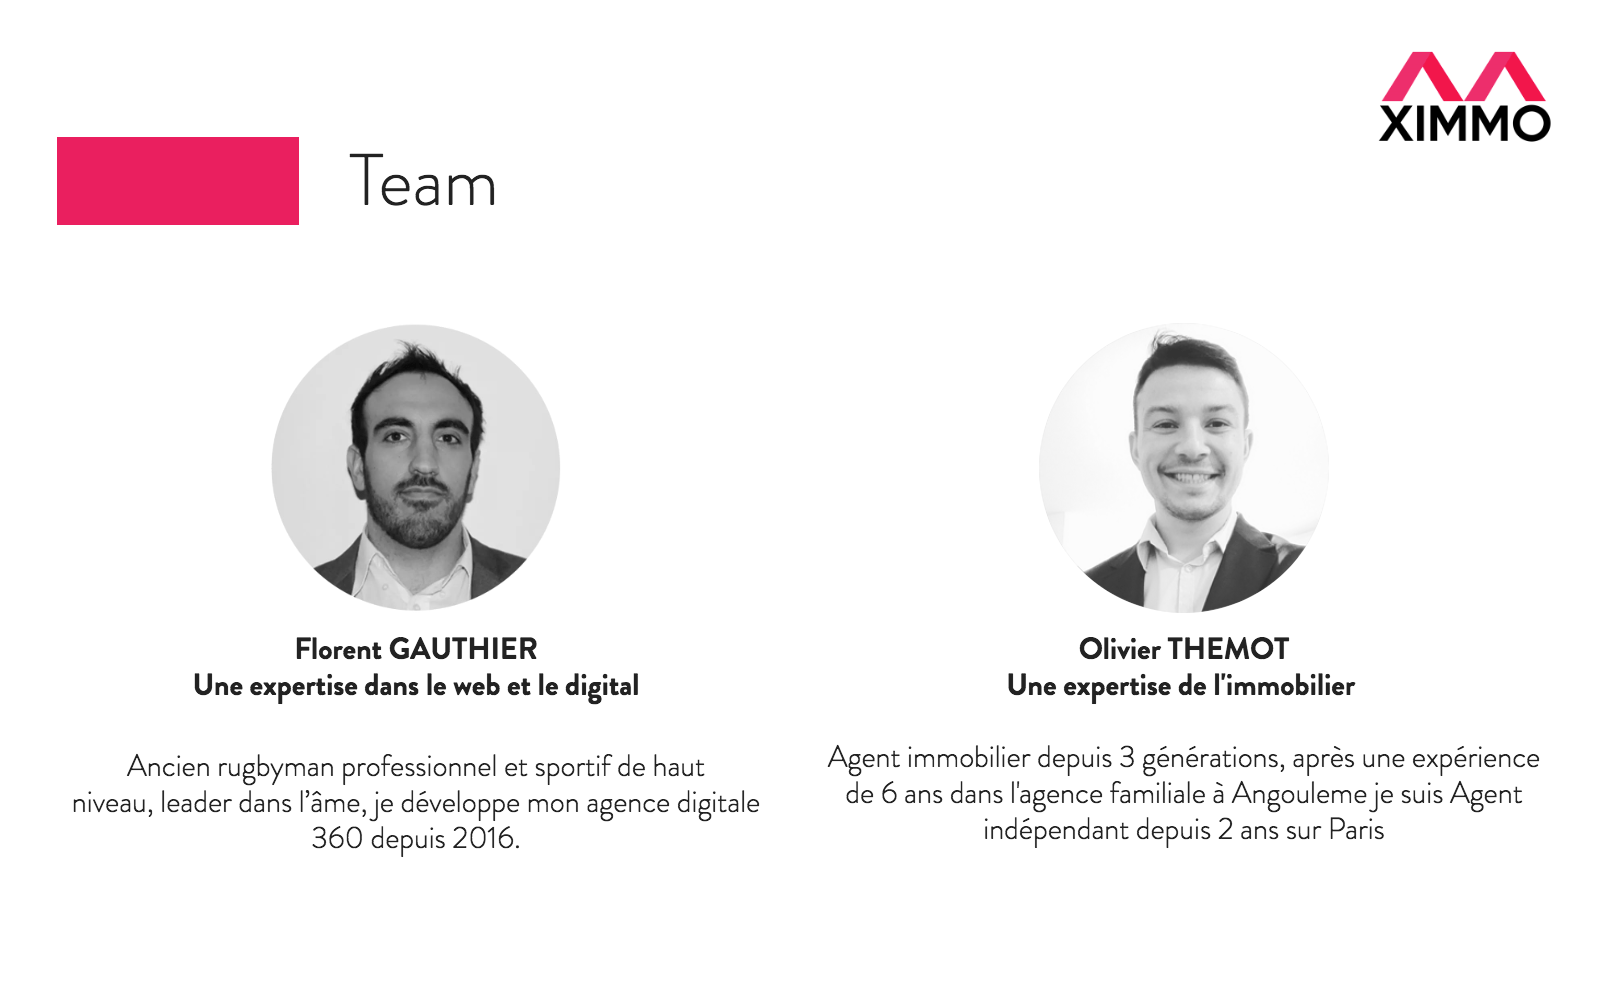 XIMMO
Team
Florent GAUTHIER
Une expertise dans le web et le digital
Ancien rugbyman professionnel et sportif de haut
niveau, leader dans l’âme, je développe mon agence digitale
360 depuis 2016.
Olivier THEMOT
Une expertise de l'immobilier
Agent immobilier depuis 3 générations, après une expérience
de 6 ans dans l'agence familiale à Angouleme je suis Agent
indépendant depuis 2 ans sur Paris